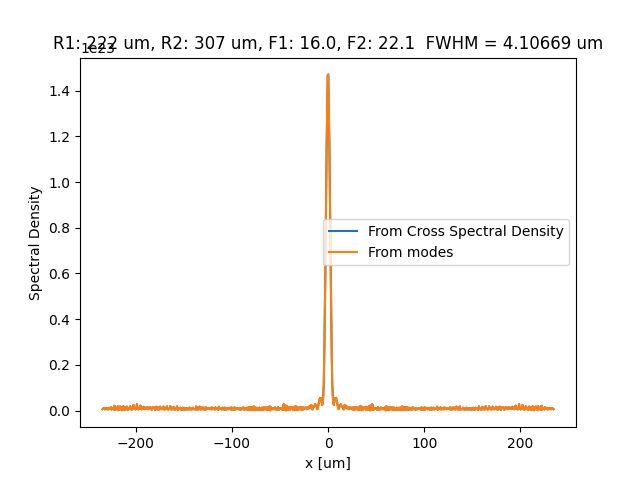 R1: 222 um, R2: 307 um, F1: 16.0, F2: 22.1  FWHM = 4.10669 um
1e23
1.4
1.2
1.0
0.8
0.6
0.4
0.2
0.0
Spectral Density
From Cross Spectral Density
From modes
−200
−100
0
100
200
x [um]